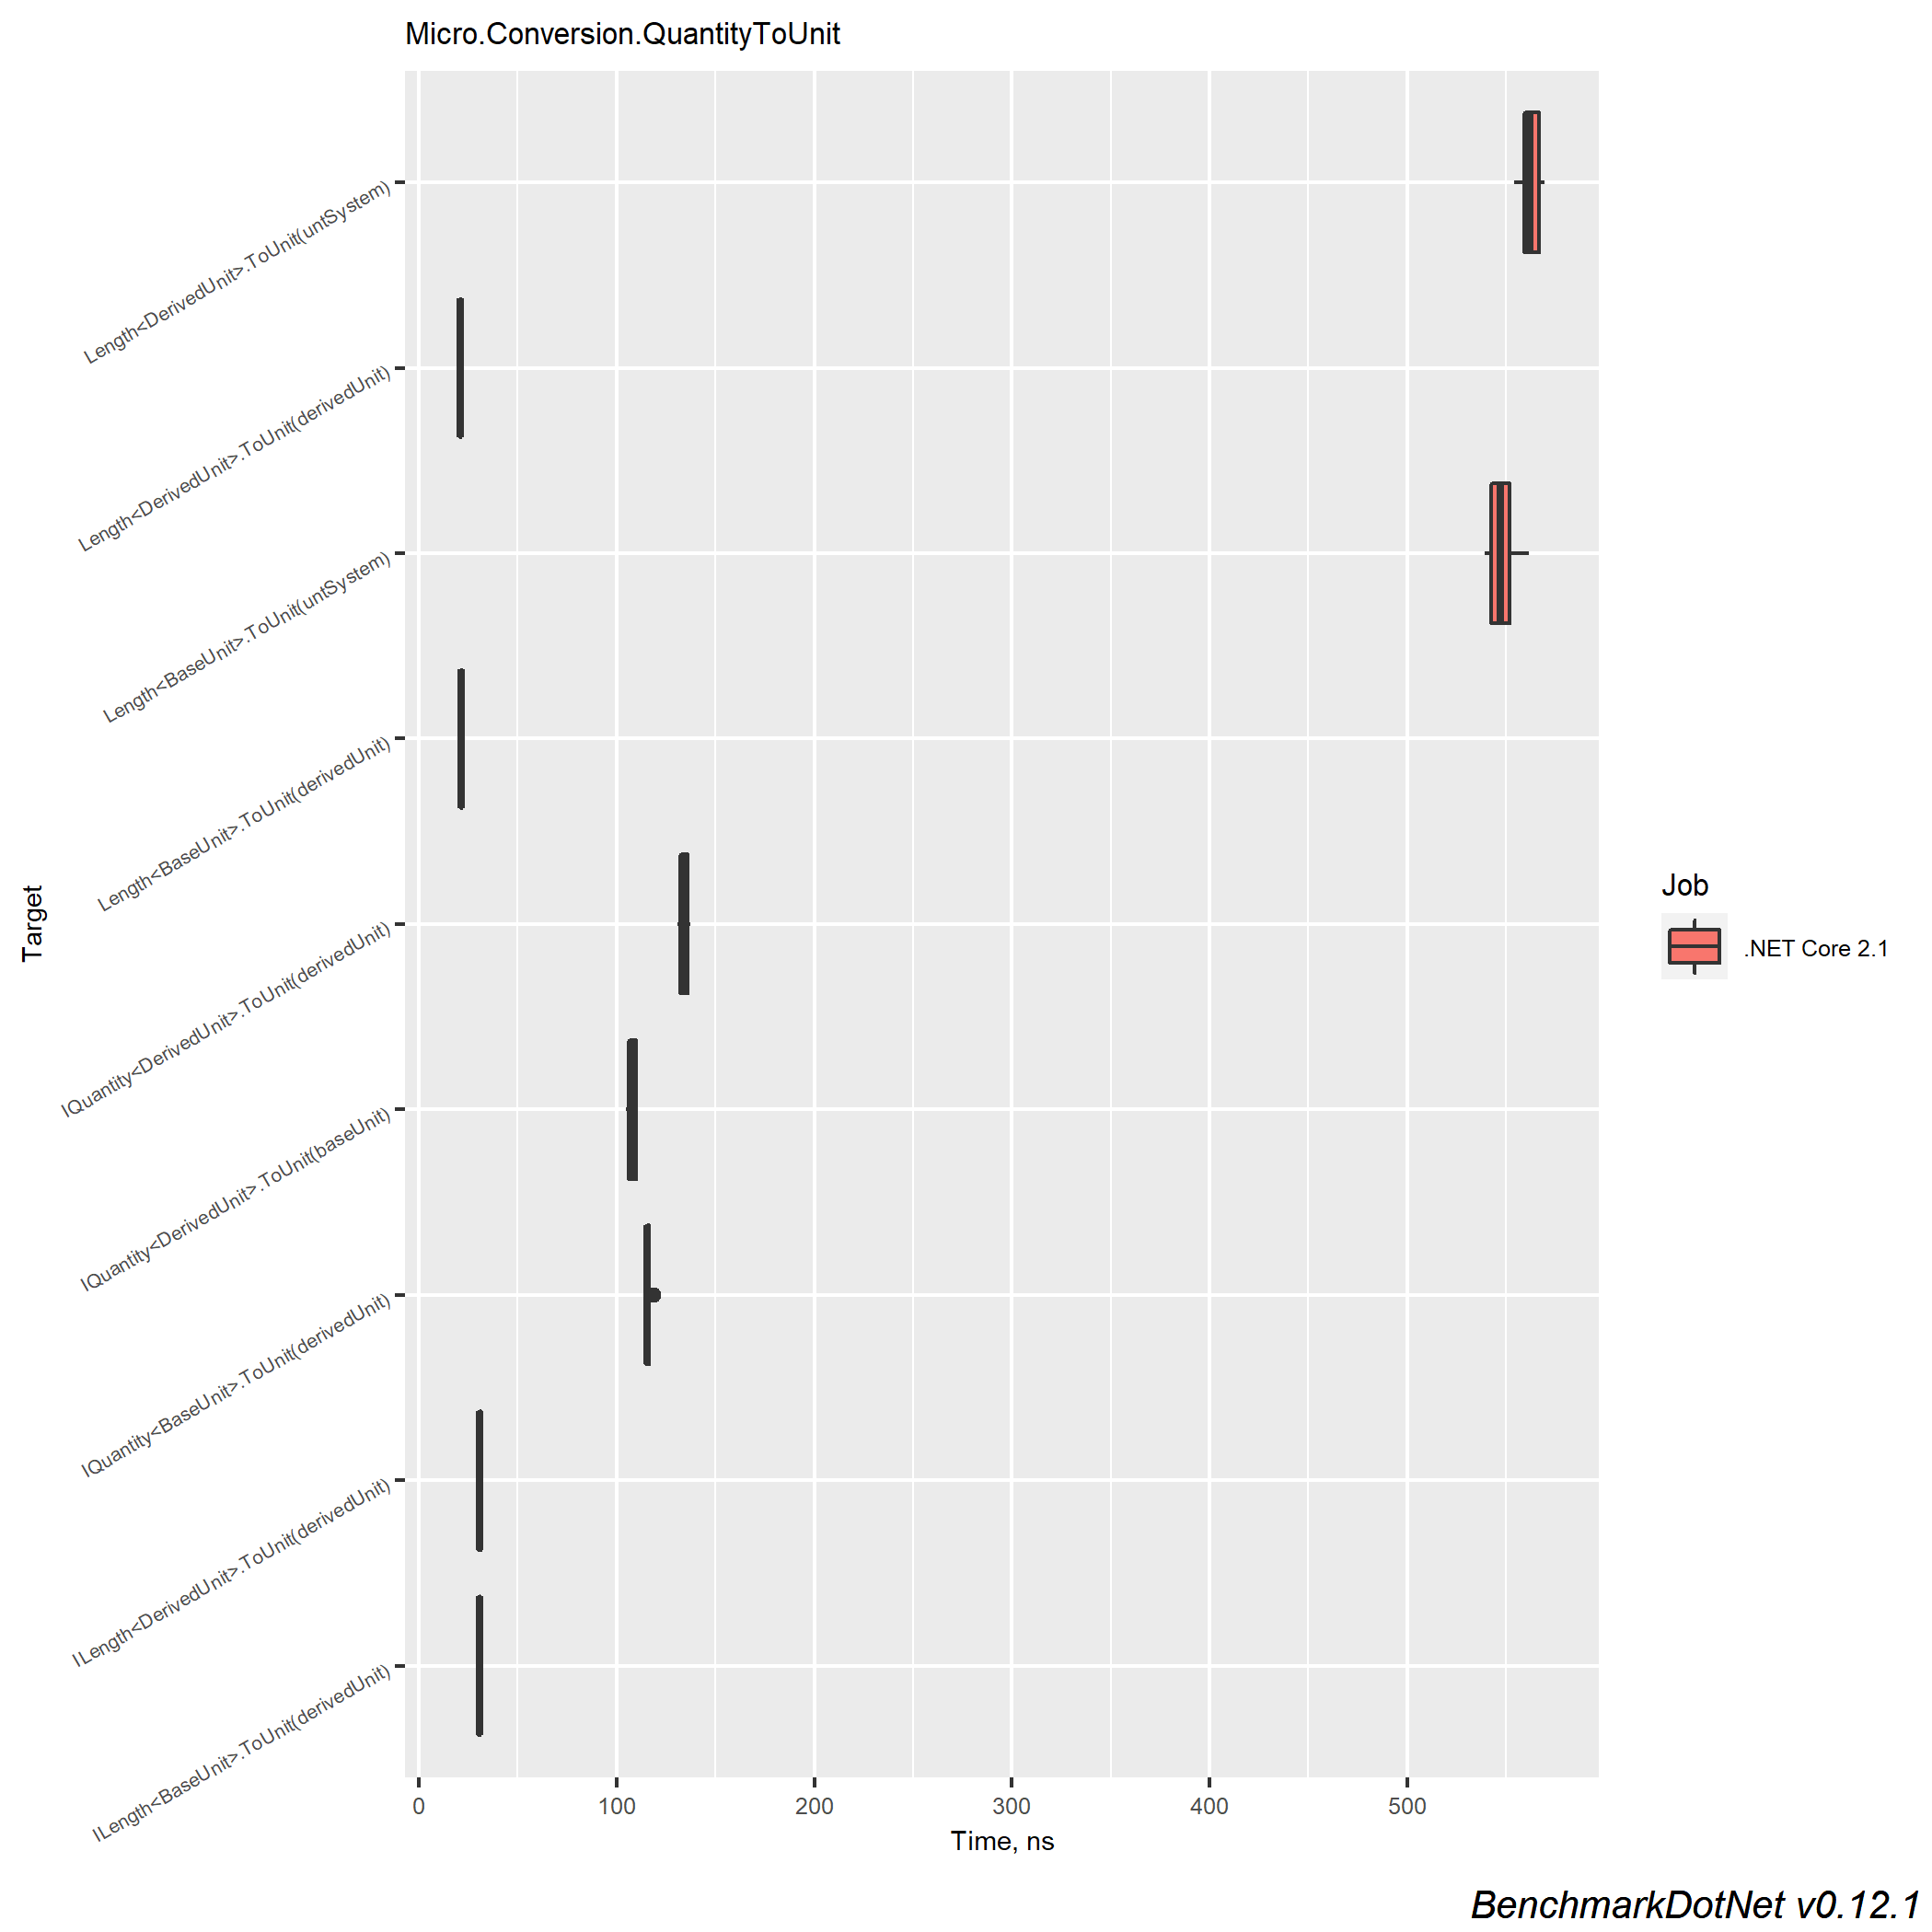 Micro.Conversion.QuantityToUnit
Target
Length<DerivedUnit>.ToUnit(untSystem)
Length<DerivedUnit>.ToUnit(derivedUnit)
Length<BaseUnit>.ToUnit(untSystem)
Length<BaseUnit>.ToUnit(derivedUnit)
IQuantity<DerivedUnit>.ToUnit(derivedUnit)
IQuantity<DerivedUnit>.ToUnit(baseUnit)
IQuantity<BaseUnit>.ToUnit(derivedUnit)
ILength<DerivedUnit>.ToUnit(derivedUnit)
ILength<BaseUnit>.ToUnit(derivedUnit)
0 100 200 300 400 500
Time, ns
Job
.NET Core 2.1
BenchmarkDotNet v0.12.1